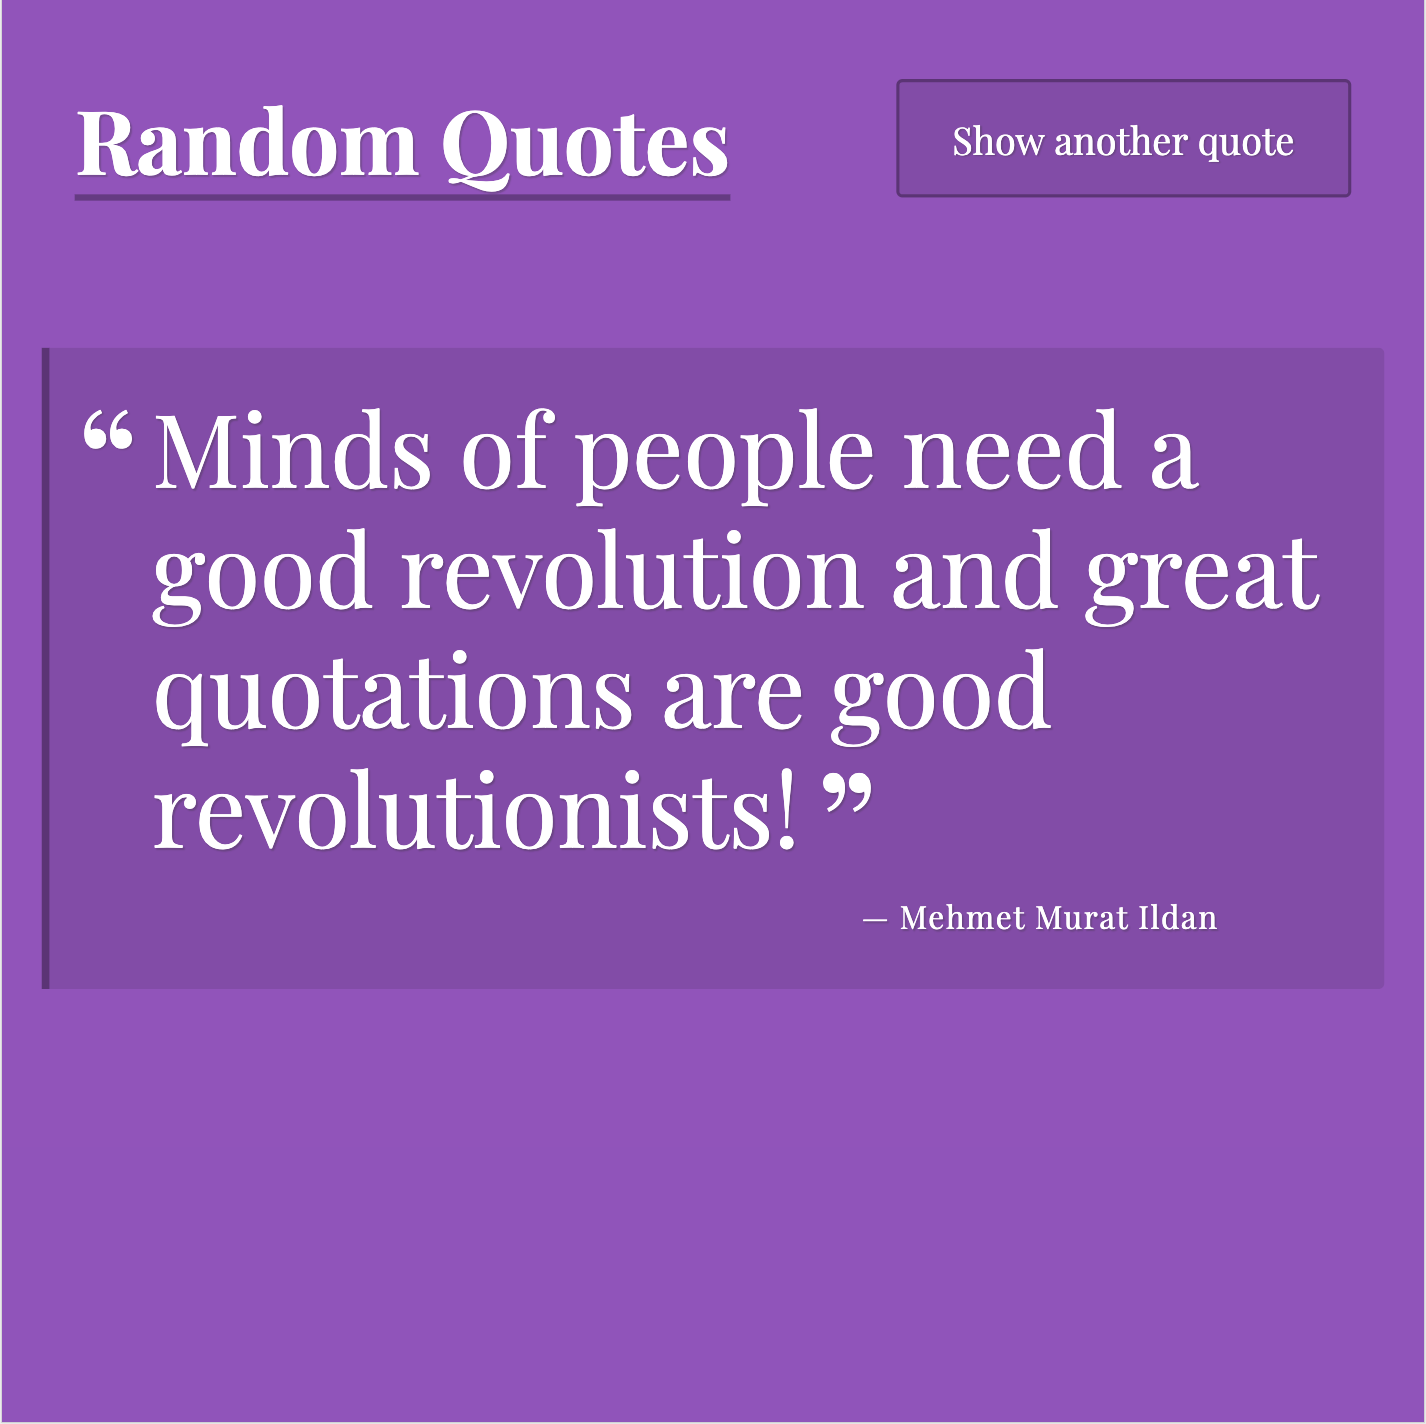 Random Quotes
Show another quote
“ Minds of people need a
good revolution and great
quotations are good
revolutionists! ”
— Mehmet Murat Ildan